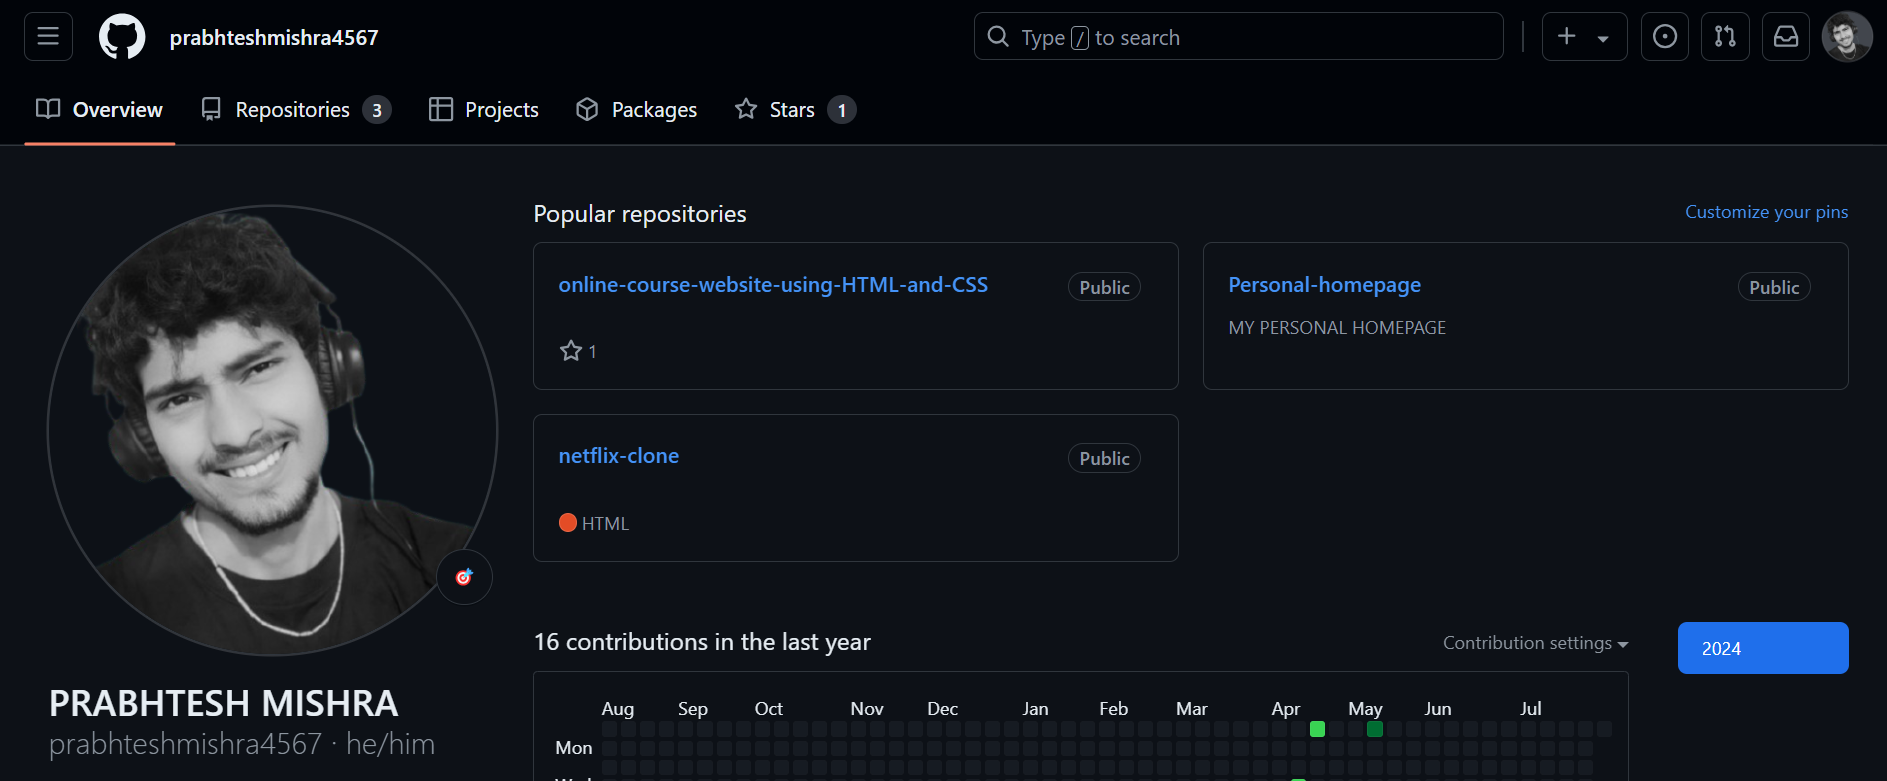 prabhteshmishra4567
Type / to search
Overview
Repositories 3
Projects
Packages
Stars 1
Popular repositories
Customize your pins
online-course-website-using-HTML-and-CSS
Public
1
Personal-homepage
Public
MY PERSONAL HOMEPAGE
netflix-clone
Public
HTML
16 contributions in the last year
Contribution settings
2024
Aug Sep Oct Nov Dec Jan Feb Mar Apr May Jun Jul
Mon
PRABHTESH MISHRA
prabhteshmishra4567 · he/him